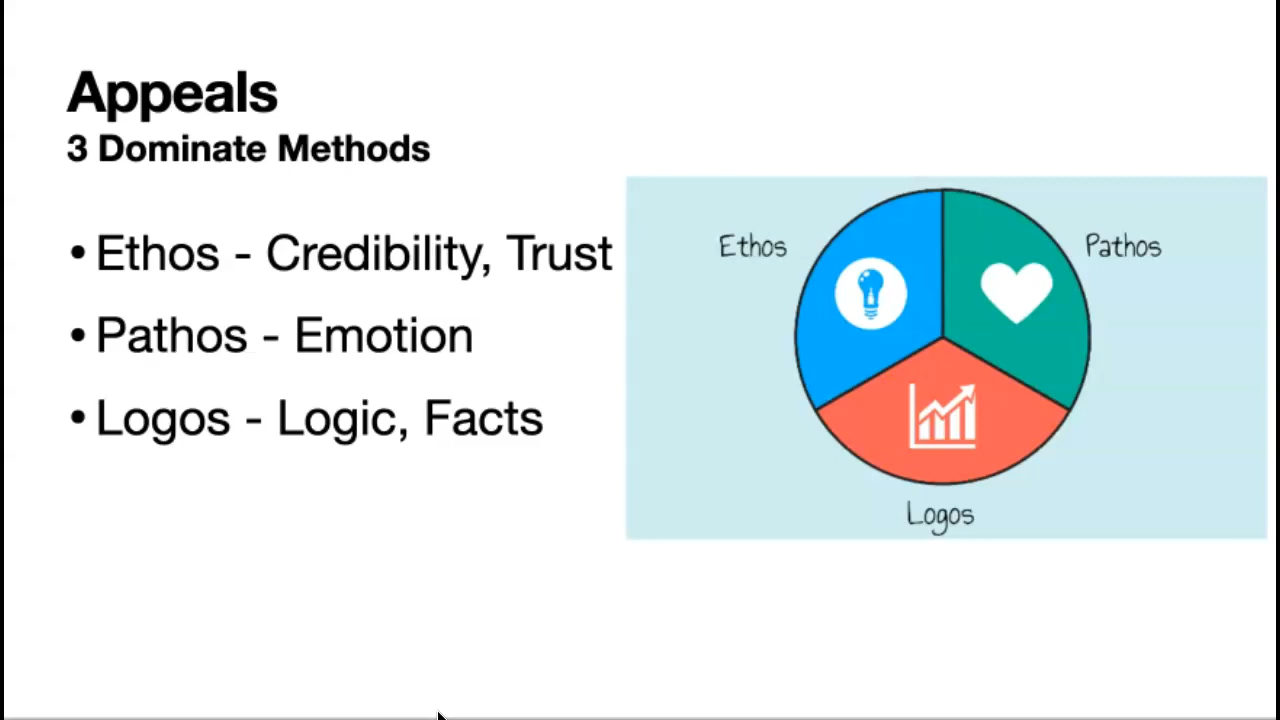 Appeals
3 Dominate Methods
• Ethos - Credibility, Trust
• Pathos - Emotion
• Logos - Logic, Facts
Ethos
Pathos
Logos